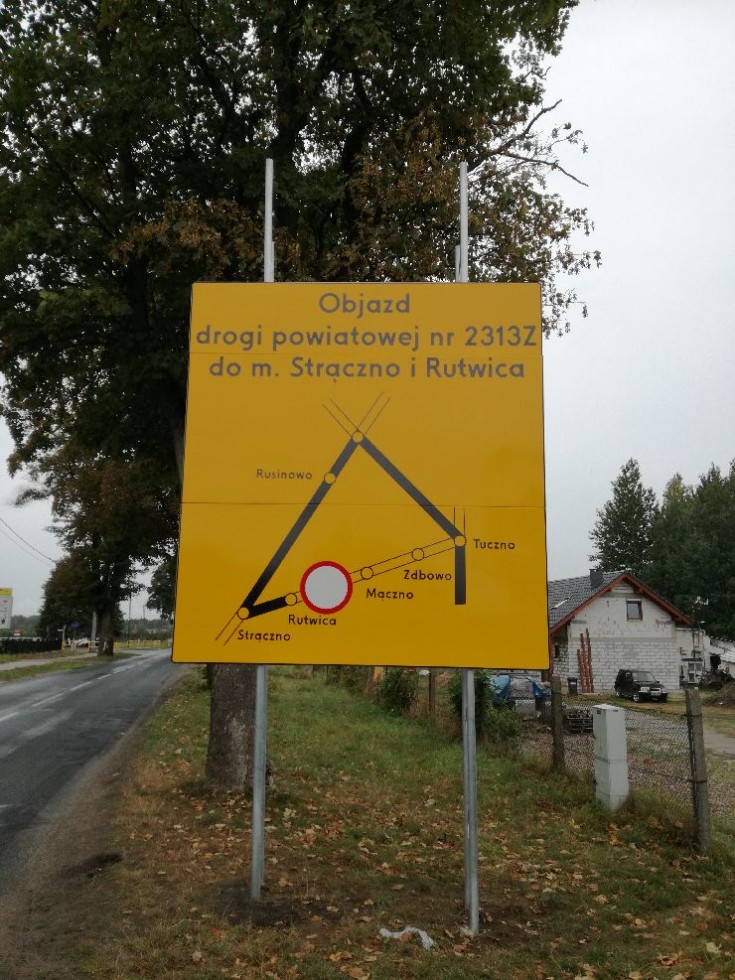 Objazd
drogi powiatowej nr 2313Z
do m. Strączno i Rutwica
Rusinowo
Tuczno
Zdbowo
Mączno
Rutwica
Strączno